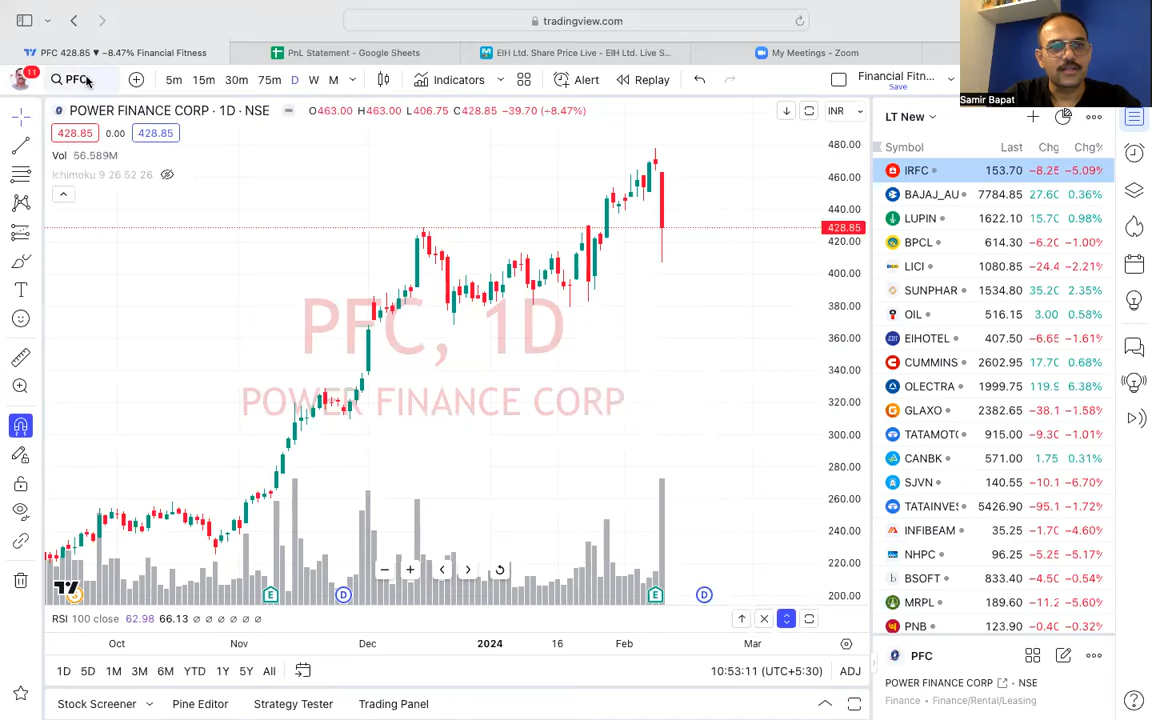 tradingview.com
PFC 428.85 ▼ −8.47% Financial Fitness
PnL Statement - Google Sheets
EIH Ltd. Share Price Live - EIH Ltd. Live S...
My Meetings - Zoom
11
PFC
5m 15m 30m 75m D W M
Indicators
Alert
Replay
Financial Fitn...
Save
Samir Bapat
POWER FINANCE CORP · 1D · NSE
O463.00 H463.00 L406.75 C428.85 −39.70 (−8.47%)
INR
428.85 0.00 428.85
Vol 56.589M
Ichimoku 9 26 52 26
PFC, 1D
POWER FINANCE CORP
480.00
460.00
440.00
428.85
420.00
400.00
380.00
360.00
340.00
320.00
300.00
280.00
260.00
240.00
220.00
200.00
E D E D
RSI 100 close 62.98 66.13 ∅ ∅ ∅ ∅ ∅ ∅
Oct Nov Dec 2024 16 Feb Mar
1D 5D 1M 3M 6M YTD 1Y 5Y All
10:53:11 (UTC+5:30) ADJ
Stock Screener Pine Editor Strategy Tester Trading Panel
LT New
Symbol Last Chg Chg%
IRFC 153.70 −8.25 −5.09%
BAJAJ_AU 7784.85 27.60 0.36%
LUPIN 1622.10 15.70 0.98%
BPCL 614.30 −6.20 −1.00%
LICI 1080.85 −24.4 −2.21%
SUNPHAR 1534.80 35.20 2.35%
OIL 516.15 3.00 0.58%
EIHOTEL 407.50 −6.65 −1.61%
CUMMINS 2602.95 17.70 0.68%
OLECTRA 1999.75 119.9 6.38%
GLAXO 2382.65 −38.1 −1.58%
TATAMOT 915.00 −9.30 −1.01%
CANBK 571.00 1.75 0.31%
SJVN 140.55 −10.1 −6.70%
TATAINVES 5426.90 −95.1 −1.72%
INFIBEAM 35.25 −1.70 −4.60%
NHPC 96.25 −5.25 −5.17%
BSOFT 833.40 −4.50 −0.54%
MRPL 189.60 −11.2 −5.60%
PNB 123.90 −0.40 −0.32%
PFC
POWER FINANCE CORP · NSE
Finance · Finance/Rental/Leasing